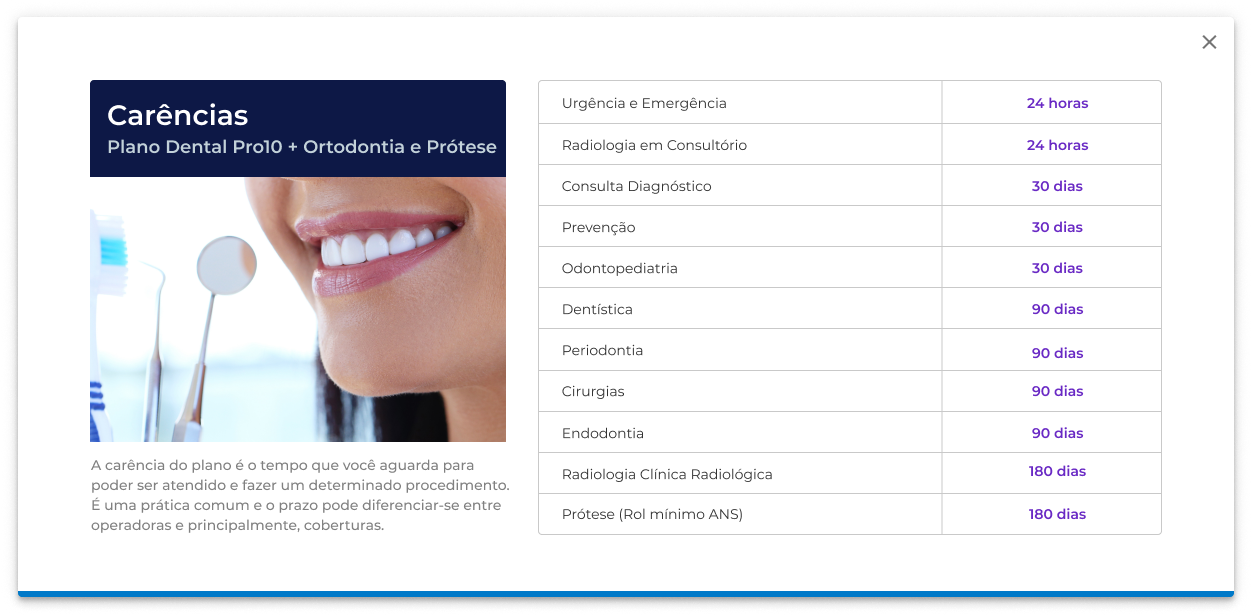 Carências
Plano Dental Pro10 + Ortodontia e Prótese
A carência do plano é o tempo que você aguarda para
poder ser atendido e fazer um determinado procedimento.
É uma prática comum e o prazo pode diferenciar-se entre
operadoras e principalmente, coberturas.
Urgência e Emergência 24 horas
Radiologia em Consultório 24 horas
Consulta Diagnóstico 30 dias
Prevenção 30 dias
Odontopediatria 30 dias
Dentística 90 dias
Periodontia 90 dias
Cirurgias 90 dias
Endodontia 90 dias
Radiologia Clínica Radiológica 180 dias
Prótese (Rol mínimo ANS) 180 dias